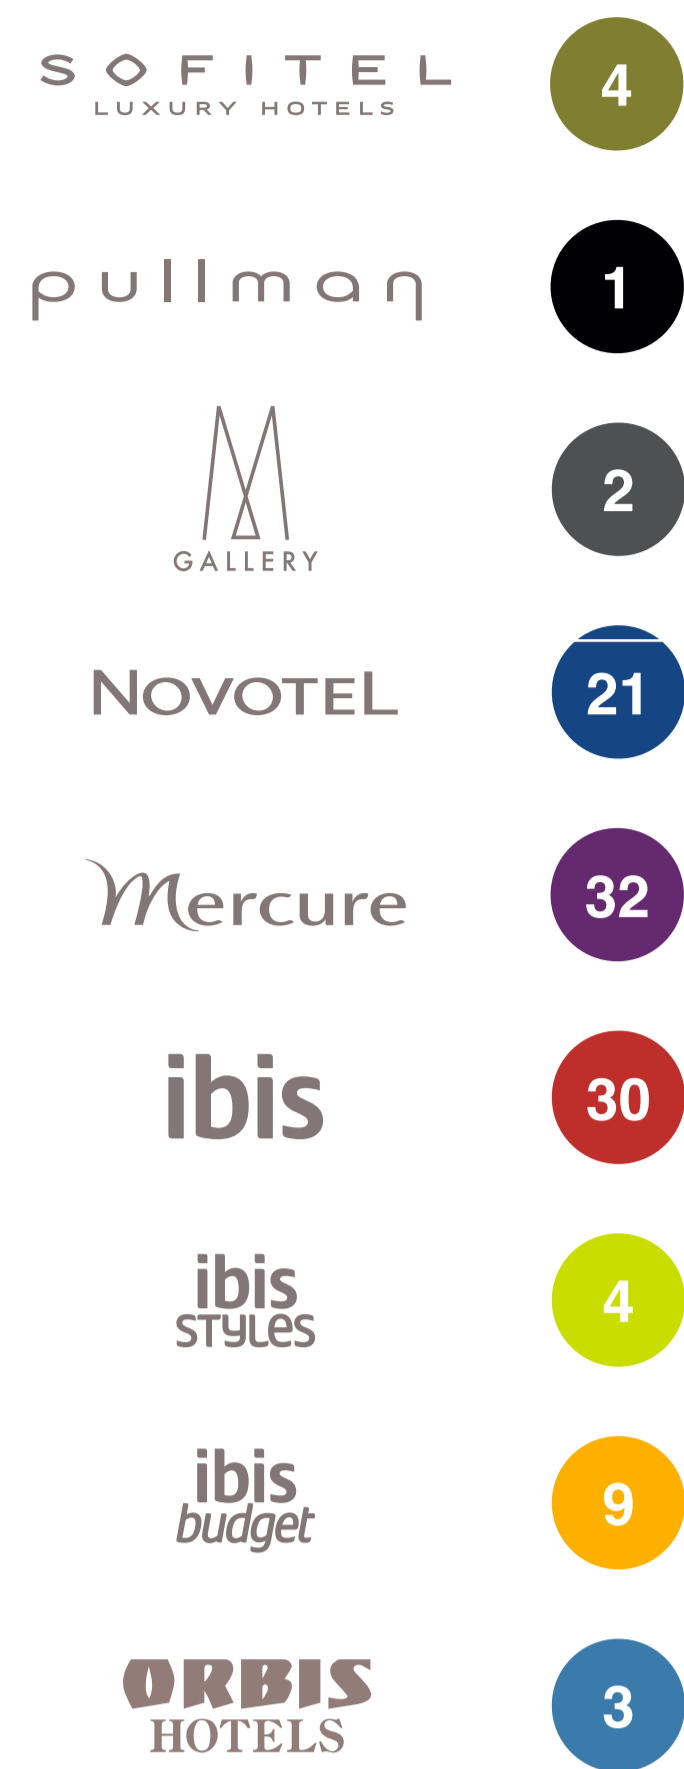 SOFITEL 4
LUXURY HOTELS
pullman 1
M
GALLERY 2
NOVOTEL 21
Mercure 32
ibis 30
ibis
STYLES 4
ibis
budget 9
ORBIS
HOTELS 3